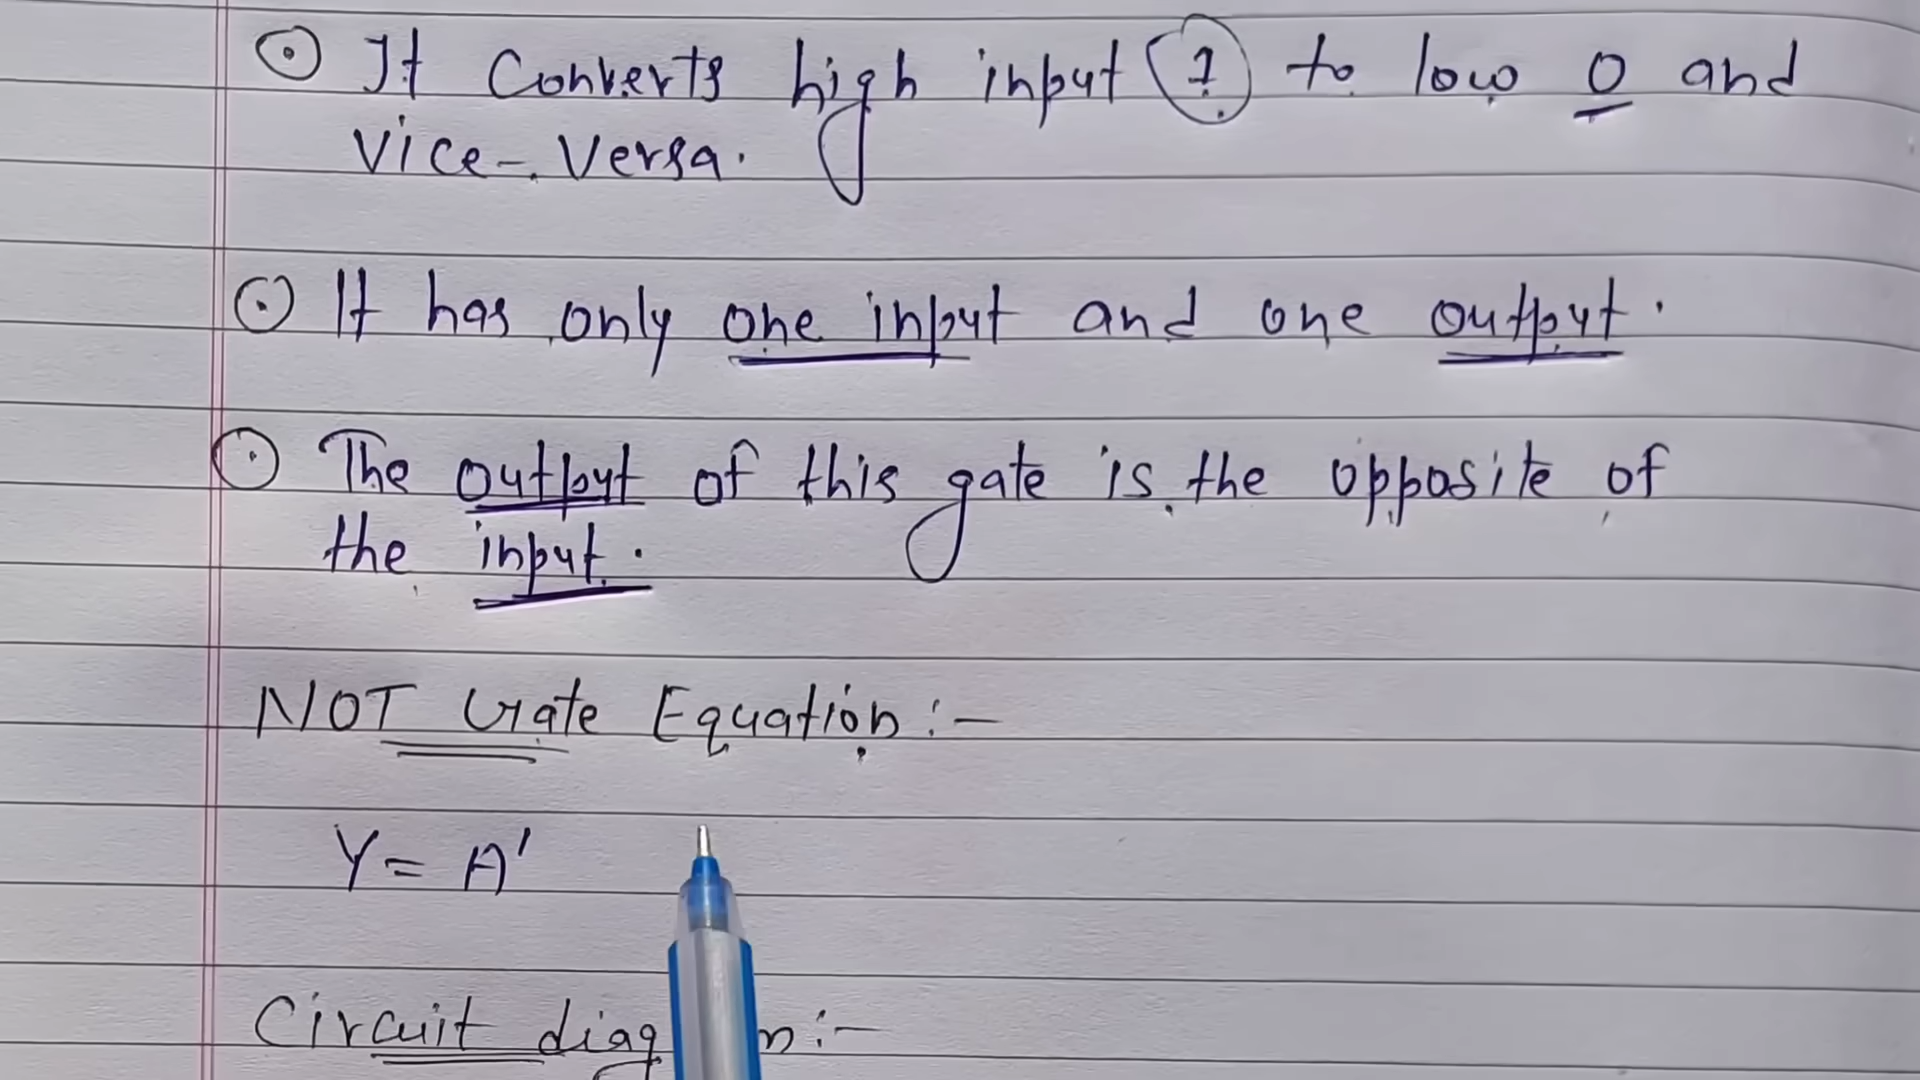 It Converts high input 1 to low 0 and
Vice-Versa.
It has only one input and one output.
The output of this gate is the opposite of
the input.
NOT Gate Equation:-
Y = A'
Circuit